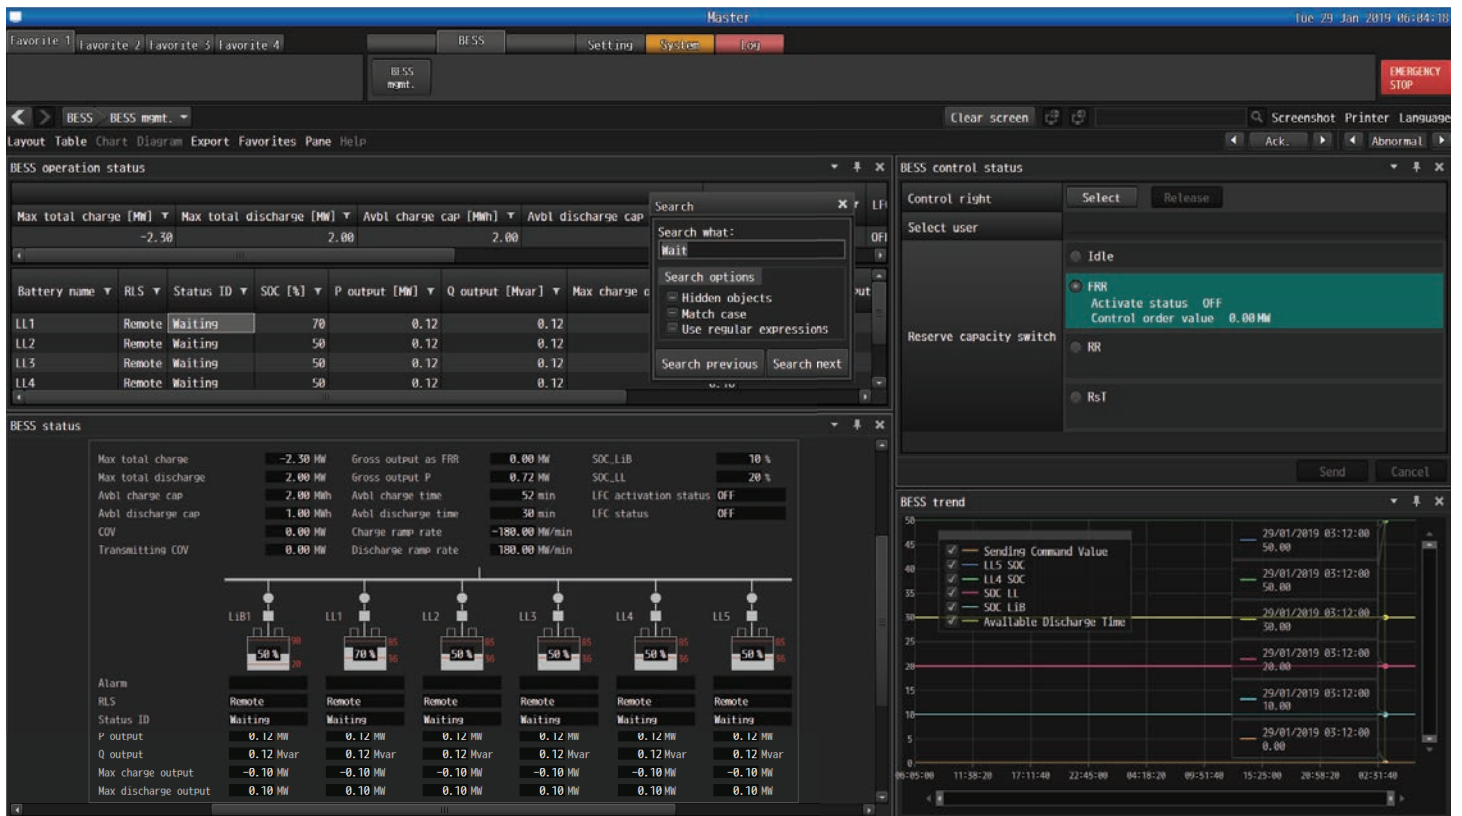 Master
Tue 29 Jan 2019 06:04:18
Favorite 1 Favorite 2 Favorite 3 Favorite 4
BESS Setting System Log
BESS mgmt.
EMERGENCY STOP
BESS BESS mgmt.
Clear screen
Screenshot Printer Language
Layout Table Chart Diagram Export Favorites Pane Help
Ack. Abnormal
BESS operation status
Max total charge [MW] Max total discharge [MW] Avbl charge cap [MWh] Avbl discharge cap
-2.30 2.00 2.00
Battery name RLS Status ID SOC [%] P output [MW] Q output [Mvar] Max charge
LL1 Remote Waiting 70 0.12 0.12
LL2 Remote Waiting 50 0.12 0.12
LL3 Remote Waiting 50 0.12 0.12
LL4 Remote Waiting 50 0.12 0.12
Search
Search what:
Wait
Search options
Hidden objects
Match case
Use regular expressions
Search previous Search next
BESS control status
Control right Select Release
Select user
Reserve capacity switch
Idle
FRR
Activate status OFF
Control order value 0.00 MW
RR
RsT
Send Cancel
BESS status
Max total charge -2.30 MW Gross output as FRR 0.00 MW SOC_LiB 10 %
Max total discharge 2.00 MW Gross output P 0.72 MW SOC_LL 20 %
Avbl charge cap 2.00 MWh Avbl charge time 52 min LFC activation status OFF
Avbl discharge cap 1.00 MWh Avbl discharge time 30 min LFC status OFF
COV 0.00 MW Charge ramp rate -180.00 MW/min
Transmitting COV 0.00 MW Discharge ramp rate 180.00 MW/min
LiB1 LL1 LL2 LL3 LL4 LL5
90 85 85 85 85 85
50 % 70 % 50 % 50 % 50 % 50 %
20 36 36 36 36 36
Alarm
RLS Remote Remote Remote Remote Remote Remote
Status ID Waiting Waiting Waiting Waiting Waiting Waiting
P output 0.12 MW 0.12 MW 0.12 MW 0.12 MW 0.12 MW 0.12 MW
Q output 0.12 Mvar 0.12 Mvar 0.12 Mvar 0.12 Mvar 0.12 Mvar 0.12 Mvar
Max charge output -0.10 MW -0.10 MW -0.10 MW -0.10 MW -0.10 MW -0.10 MW
Max discharge output 0.10 MW 0.10 MW 0.10 MW 0.10 MW 0.10 MW 0.10 MW
BESS trend
50
45
40
35
30
25
20
15
10
5
0
Sending Command Value
LL5 SOC
LL4 SOC
SOC LL
SOC LiB
Available Discharge Time
29/01/2019 03:12:00
50.00
29/01/2019 03:12:00
50.00
29/01/2019 03:12:00
30.00
29/01/2019 03:12:00
20.00
29/01/2019 03:12:00
10.00
29/01/2019 03:12:00
0.00
06:05:00 11:38:20 17:11:40 22:45:00 04:18:20 09:51:40 15:25:00 20:58:20 02:31:40